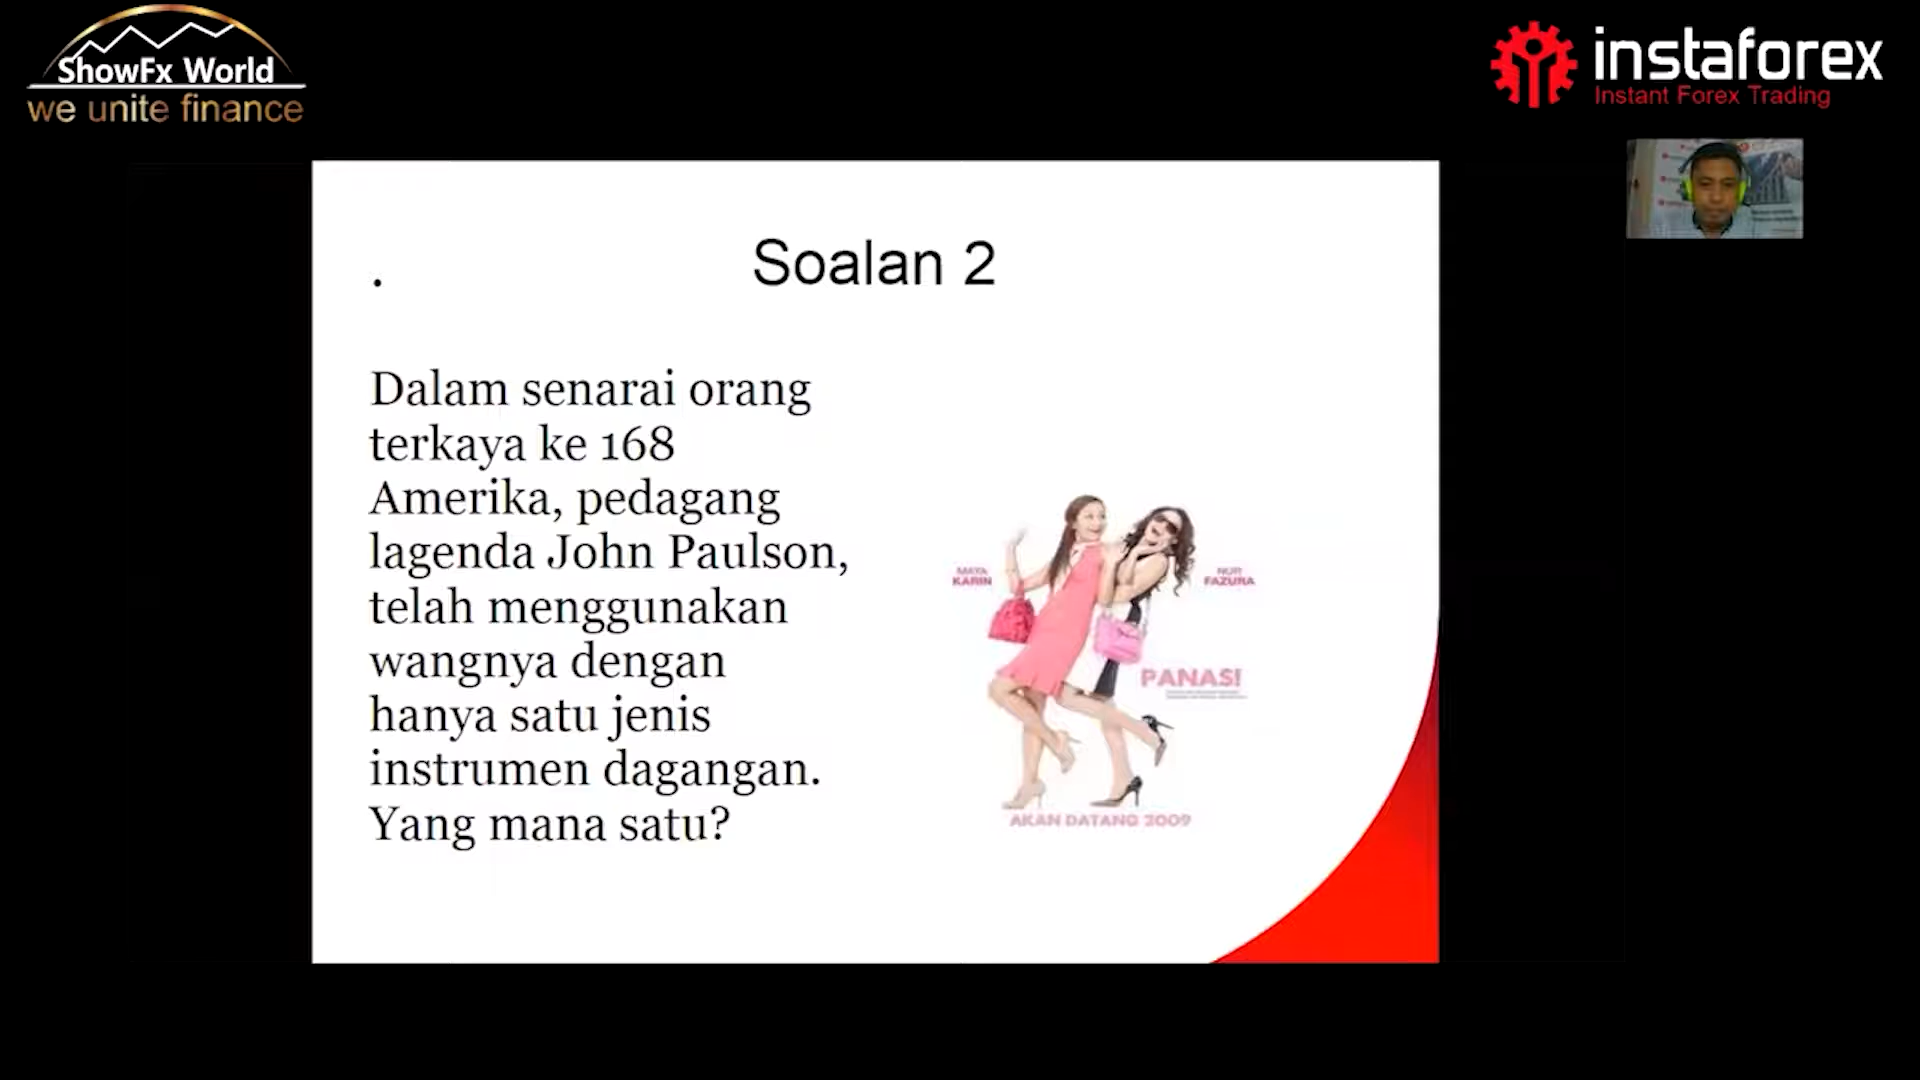 ShowFx World
we unite finance
instaforex
Instant Forex Trading
.
Soalan 2
Dalam senarai orang
terkaya ke 168
Amerika, pedagang
lagenda John Paulson,
telah menggunakan
wangnya dengan
hanya satu jenis
instrumen dagangan.
Yang mana satu?
MAYA
KARIN
NUR
FAZURA
PANAS!
AKAN DATANG 2009